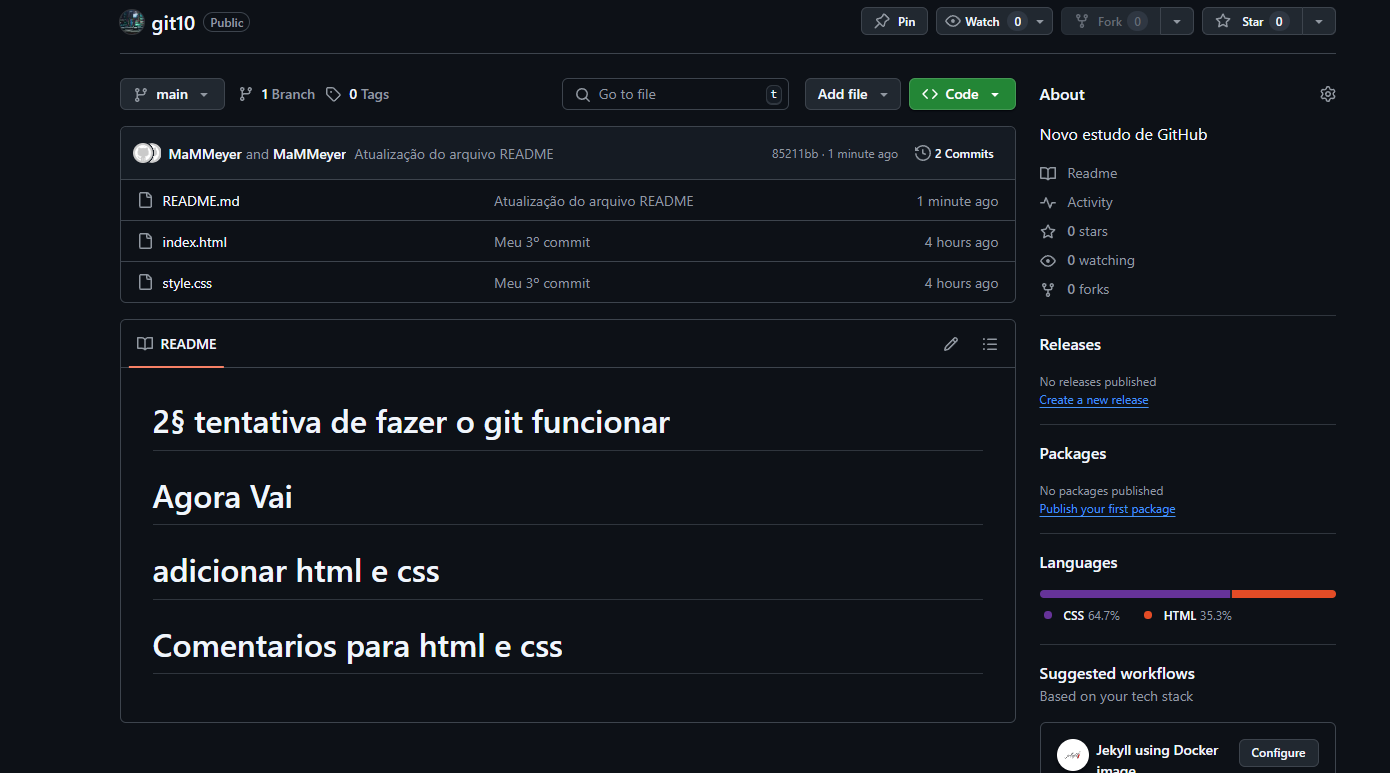 git10 Public Pin Watch 0 Fork 0 Star 0
main 1 Branch 0 Tags Go to file t Add file Code
MaMMeyer and MaMMeyer Atualização do arquivo README 85211bb · 1 minute ago 2 Commits
README.md Atualização do arquivo README 1 minute ago
index.html Meu 3º commit 4 hours ago
style.css Meu 3º commit 4 hours ago
README
2§ tentativa de fazer o git funcionar
Agora Vai
adicionar html e css
Comentarios para html e css
About
Novo estudo de GitHub
Readme
Activity
0 stars
0 watching
0 forks
Releases
No releases published
Create a new release
Packages
No packages published
Publish your first package
Languages
CSS 64.7% HTML 35.3%
Suggested workflows
Based on your tech stack
Jekyll using Docker Configure
image